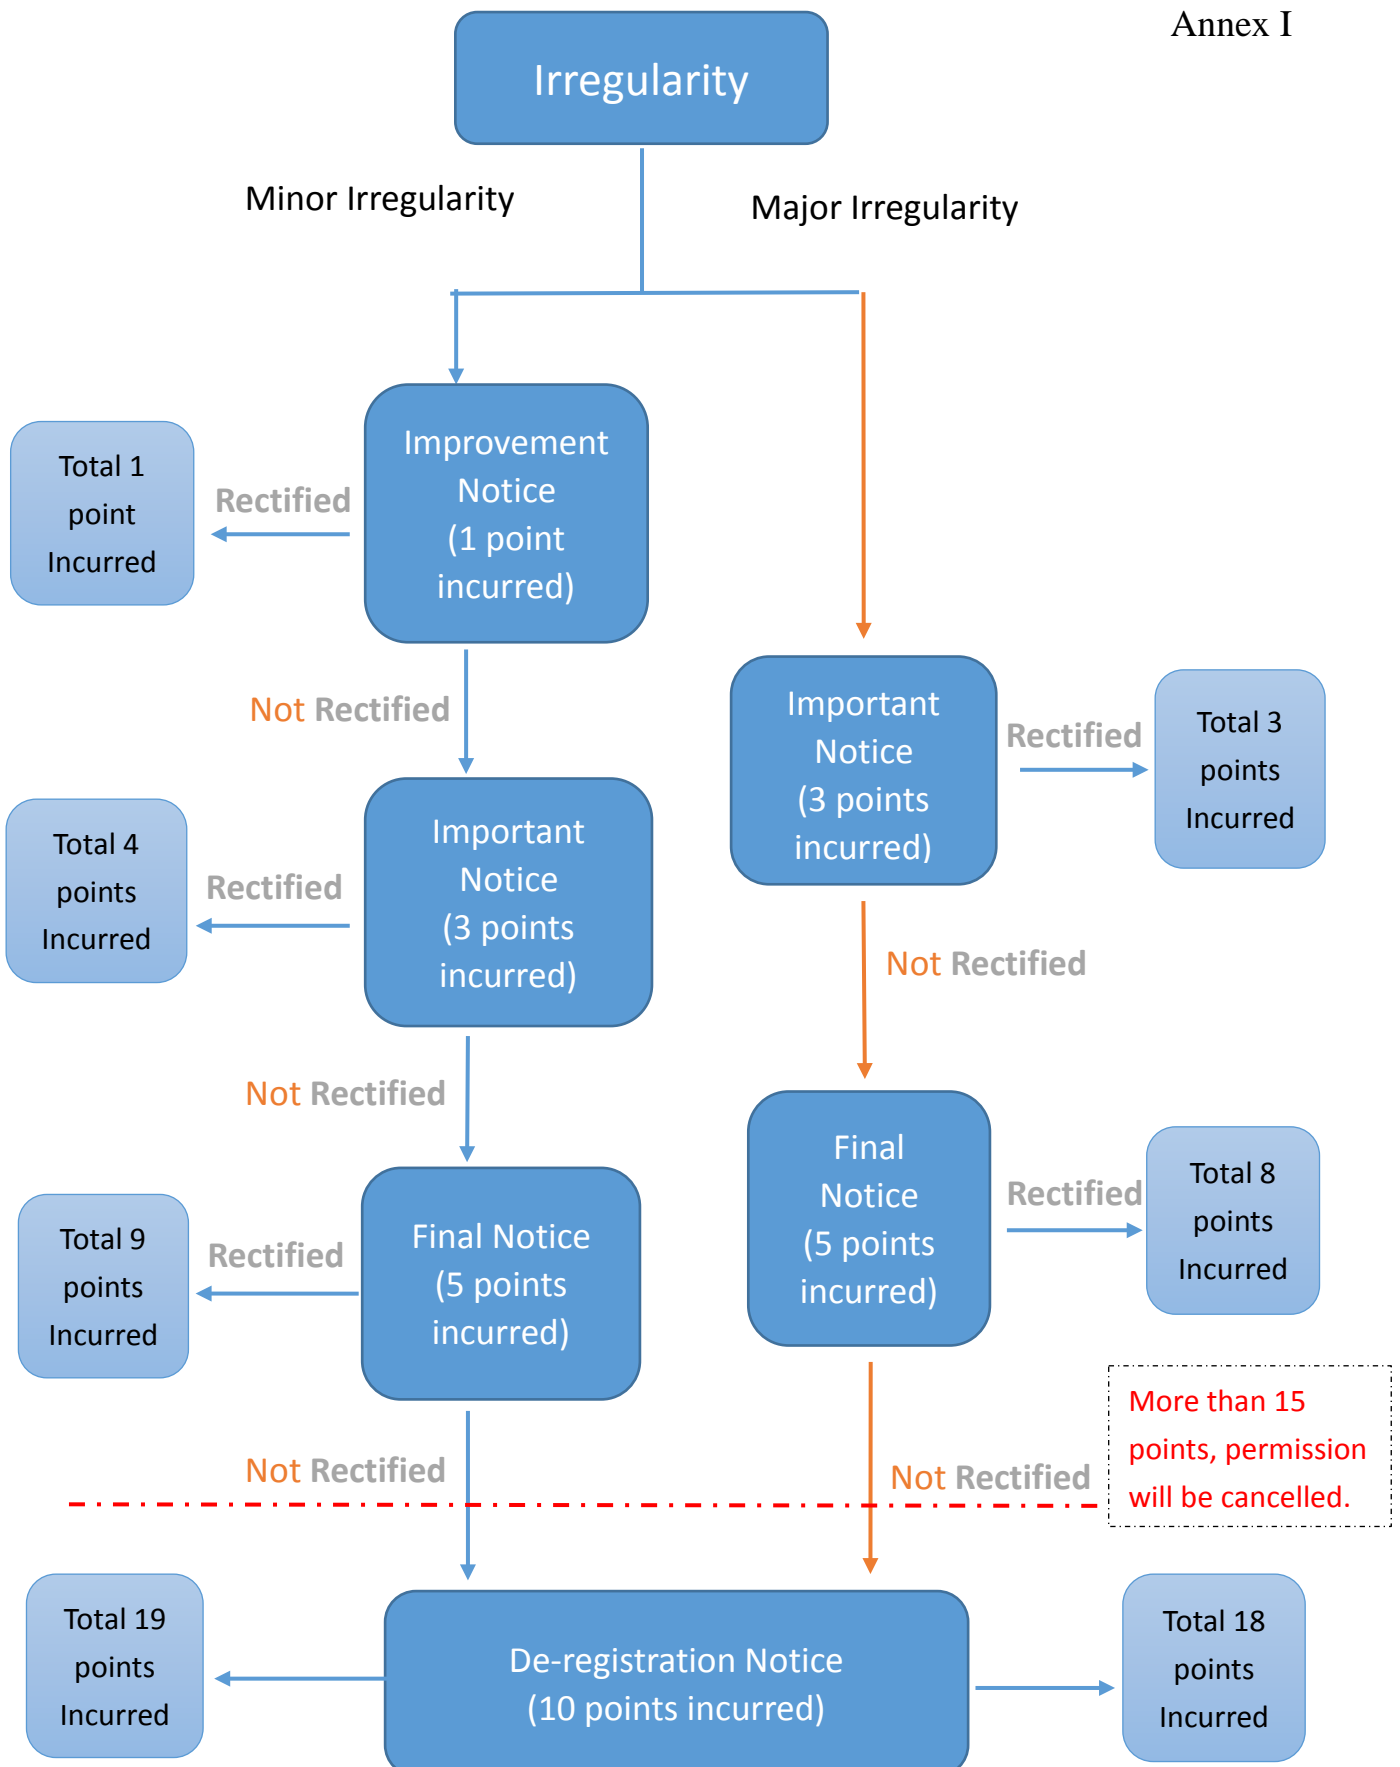 Annex I
Irregularity
Minor Irregularity
Major Irregularity
Improvement
Notice
(1 point
incurred)
Rectified
Total 1
point
Incurred
Not Rectified
Important
Notice
(3 points
incurred)
Rectified
Total 3
points
Incurred
Important
Notice
(3 points
incurred)
Rectified
Total 4
points
Incurred
Not Rectified
Not Rectified
Final
Notice
(5 points
incurred)
Rectified
Total 8
points
Incurred
Final Notice
(5 points
incurred)
Rectified
Total 9
points
Incurred
More than 15
points, permission
will be cancelled.
Not Rectified
Not Rectified
De-registration Notice
(10 points incurred)
Total 19
points
Incurred
Total 18
points
Incurred